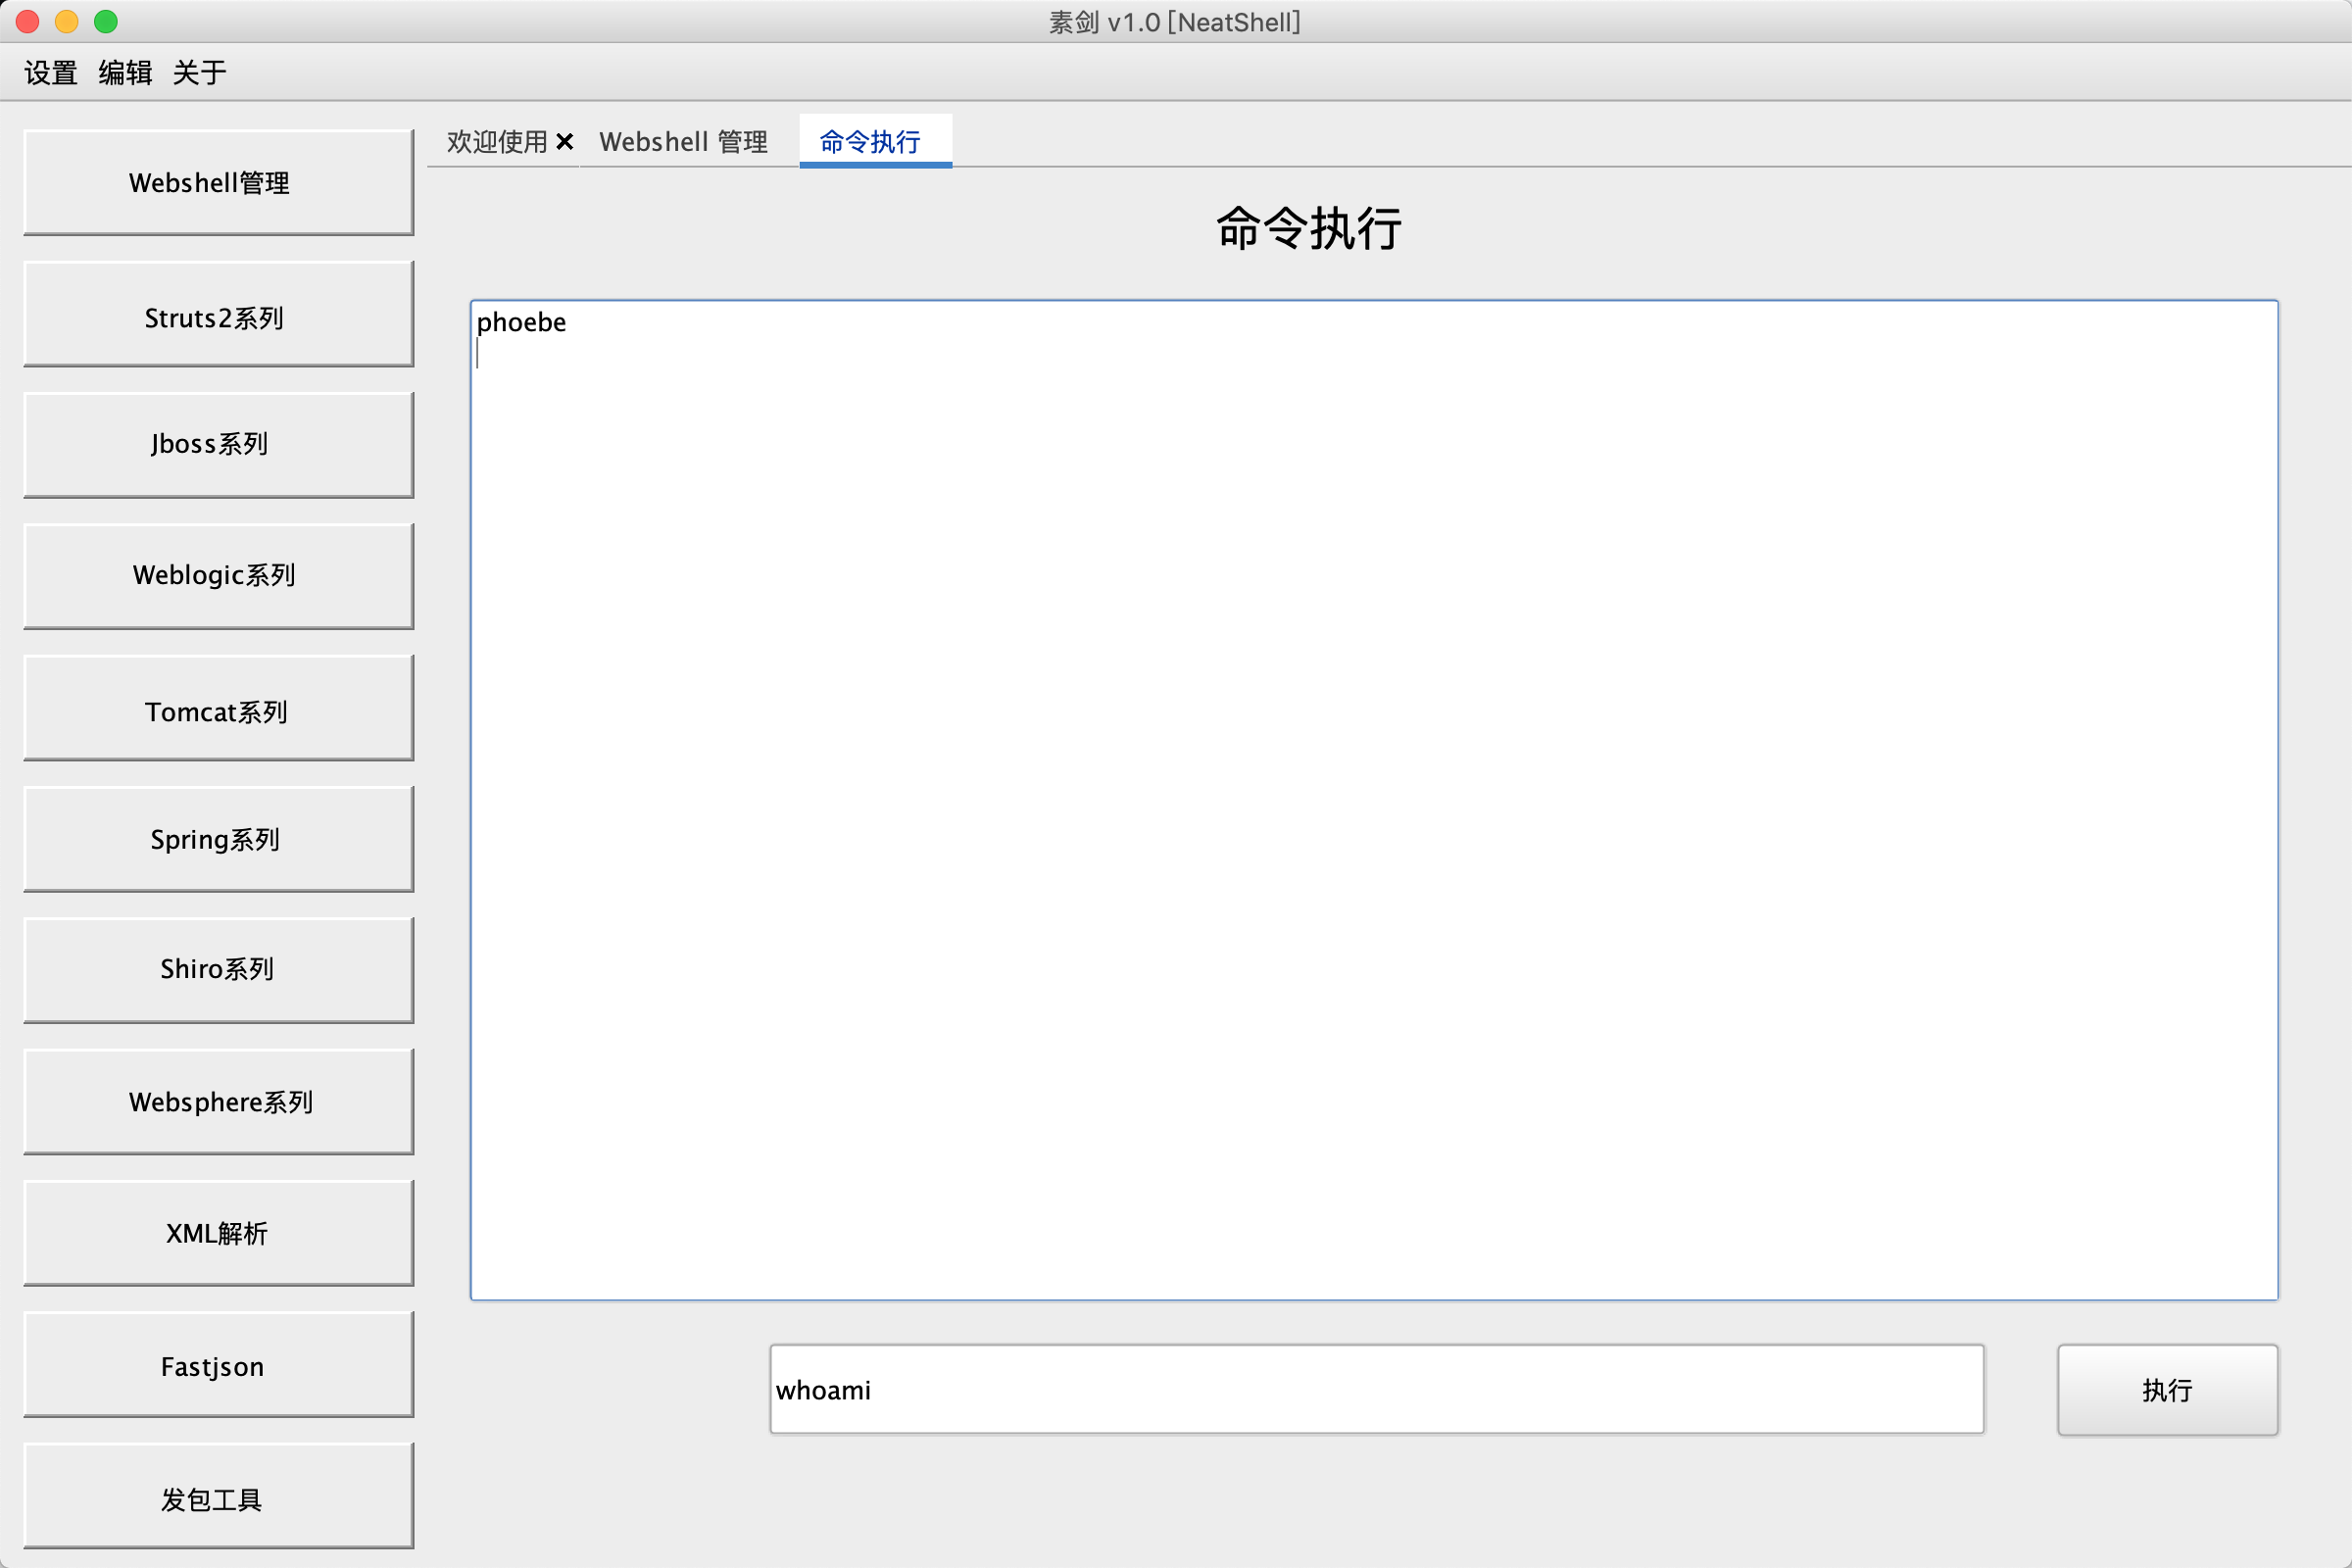 素剑 v1.0 [NeatShell]
设置 编辑 关于
Webshell管理
Struts2系列
Jboss系列
Weblogic系列
Tomcat系列
Spring系列
Shiro系列
Websphere系列
XML解析
Fastjson
发包工具
欢迎使用 Webshell 管理 命令执行
命令执行
phoebe
whoami
执行